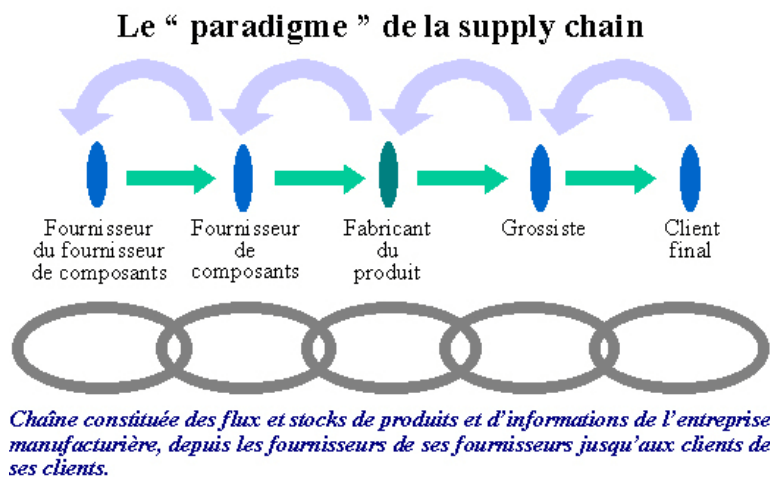 Le “ paradigme ” de la supply chain
Fournisseur
du fournisseur
de composants
Fournisseur
de
composants
Fabricant
du
produit
Grossiste
Client
final
Chaîne constituée des flux et stocks de produits et d’informations de l’entreprise
manufacturière, depuis les fournisseurs de ses fournisseurs jusqu’aux clients de
ses clients.